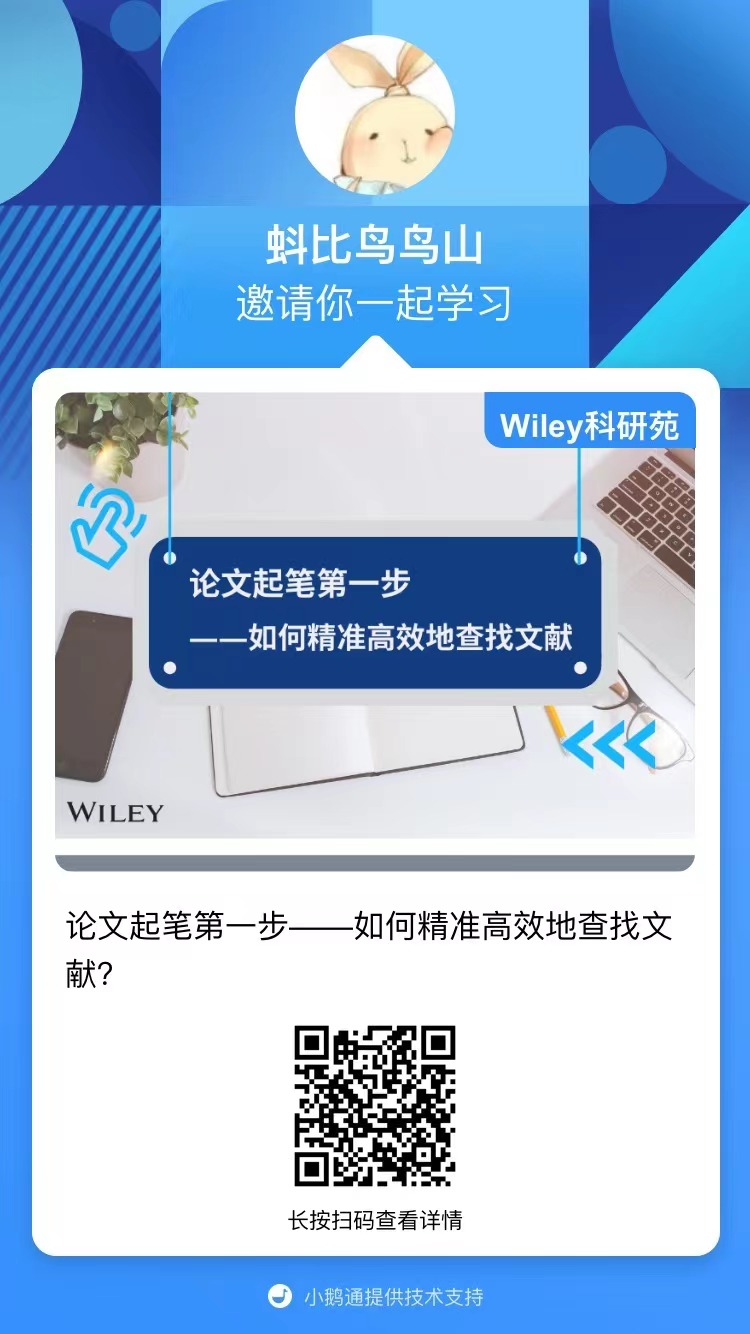 蚪比鸟鸟山
邀请你一起学习
Wiley科研苑
论文起笔第一步
——如何精准高效地查找文献
WILEY
论文起笔第一步——如何精准高效地查找文
献?
长按扫码查看详情
小鹅通提供技术支持